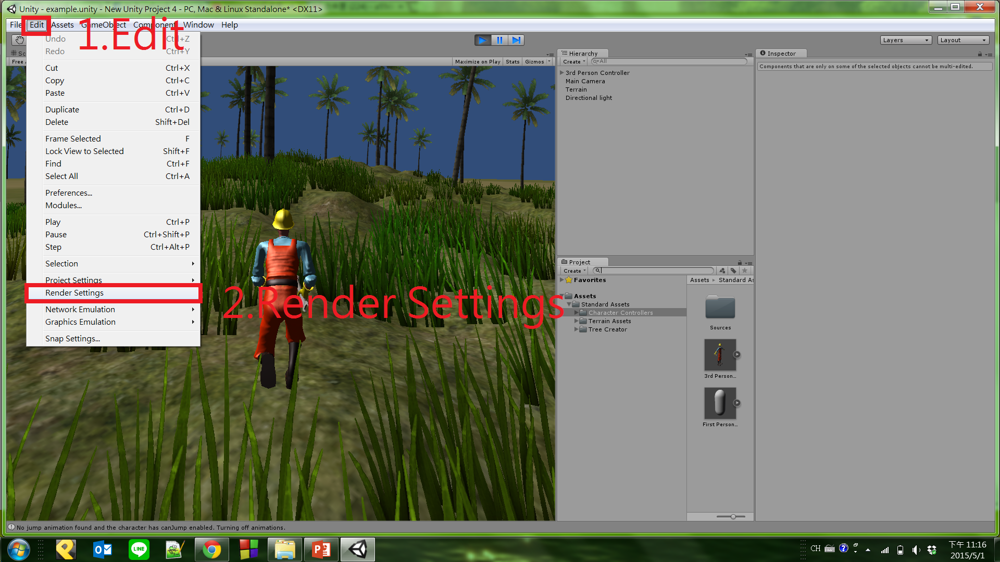 Unity - example.unity - New Unity Project 4 - PC, Mac & Linux Standalone* <DX11>
File Edit Assets GameObject Component Window Help
1.Edit
Undo Ctrl+Z
Redo Ctrl+Y
Cut Ctrl+X
Copy Ctrl+C
Paste Ctrl+V
Duplicate Ctrl+D
Delete Shift+Del
Frame Selected F
Lock View to Selected Shift+F
Find Ctrl+F
Select All Ctrl+A
Preferences...
Modules...
Play Ctrl+P
Pause Ctrl+Shift+P
Step Ctrl+Alt+P
Selection
Project Settings
Render Settings
Network Emulation
Graphics Emulation
Snap Settings...
2.Render Settings
Layers Layout
Sc
Free
Maximize on Play Stats Gizmos
Hierarchy
Create All
3rd Person Controller
Main Camera
Terrain
Directional light
Inspector
Components that are only on some of the selected objects cannot be multi-edited.
Project
Create
Favorites
Assets
Standard Assets
Character Controllers
Terrain Assets
Tree Creator
Assets Standard As
Sources
3rd Person...
First Person...
No jump animation found and the character has canJump enabled. Turning off animations.
LINE
CH
下午 11:16
2015/5/1